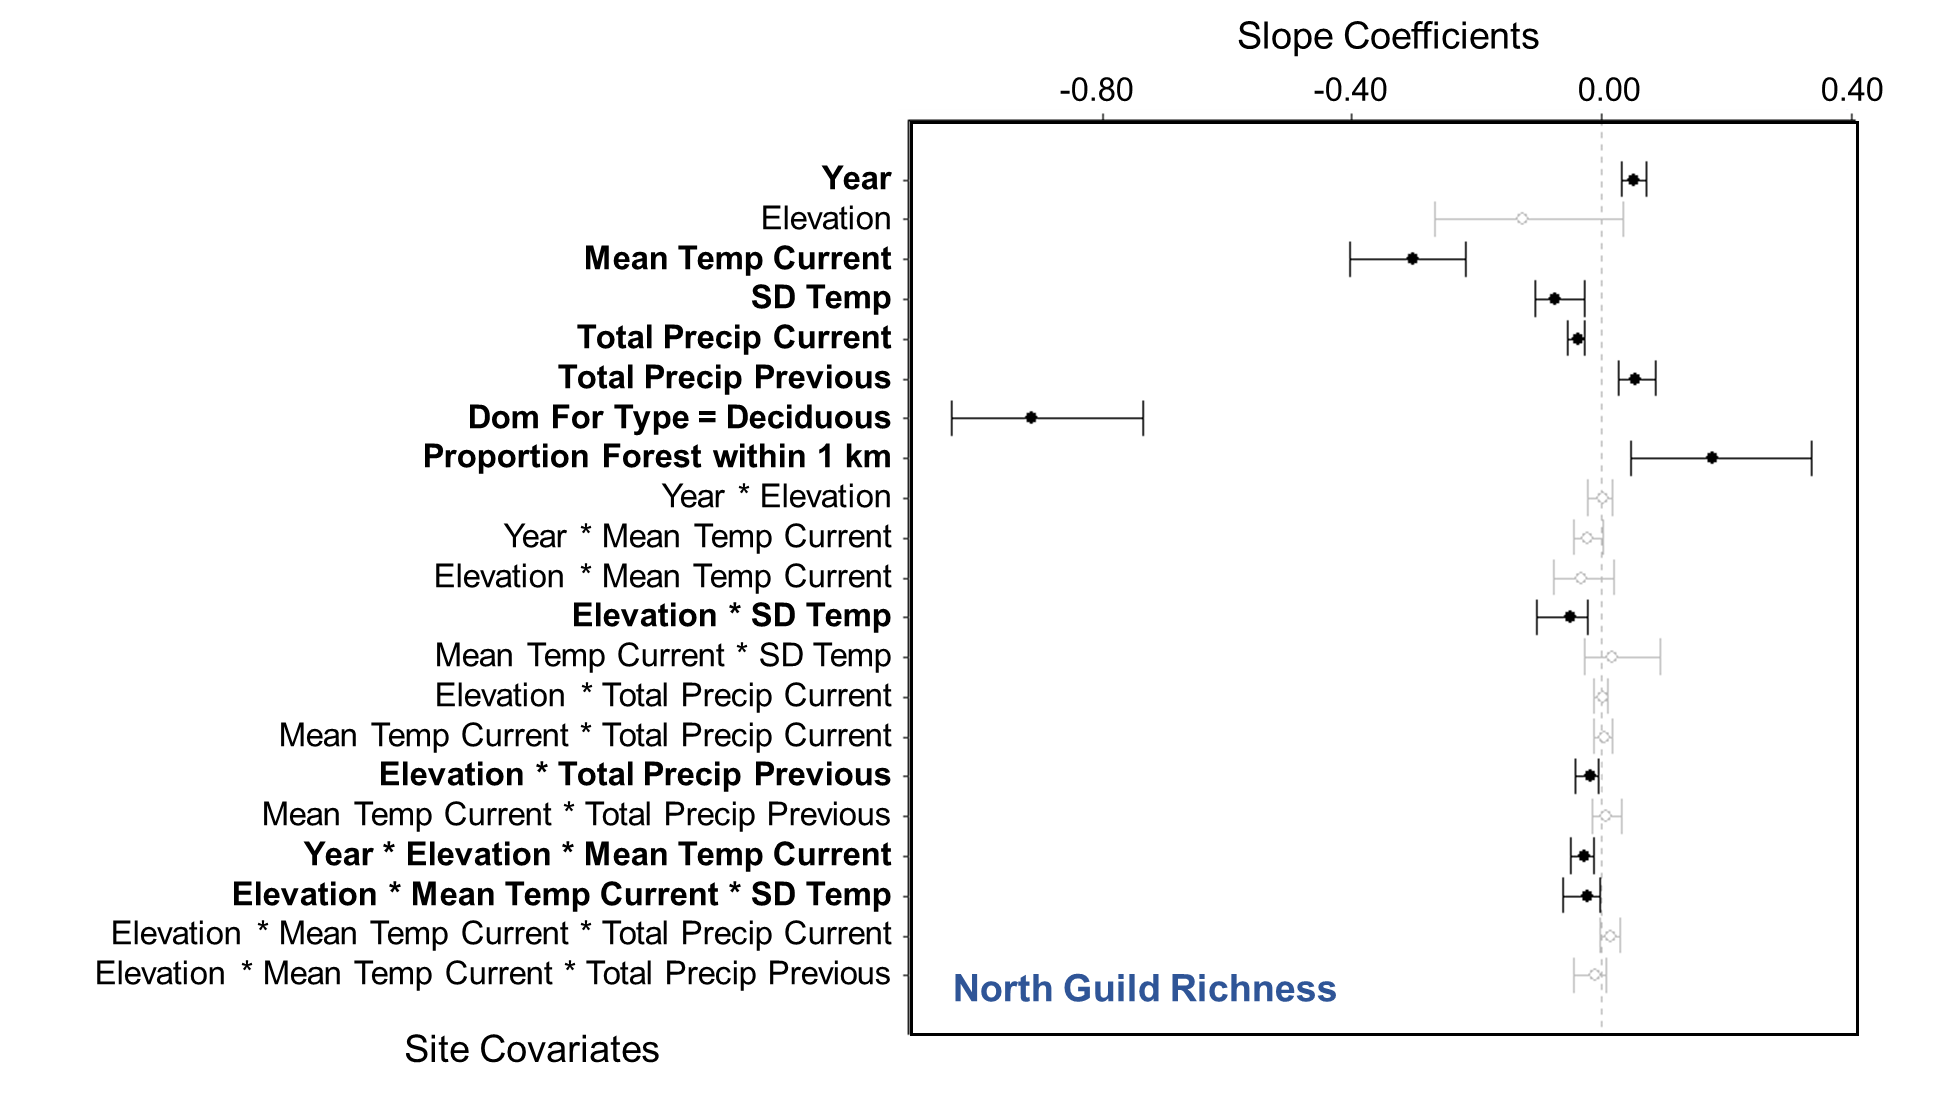 Slope Coefficients
-0.80 -0.40 0.00 0.40
Year
Elevation
Mean Temp Current
SD Temp
Total Precip Current
Total Precip Previous
Dom For Type = Deciduous
Proportion Forest within 1 km
Year * Elevation
Year * Mean Temp Current
Elevation * Mean Temp Current
Elevation * SD Temp
Mean Temp Current * SD Temp
Elevation * Total Precip Current
Mean Temp Current * Total Precip Current
Elevation * Total Precip Previous
Mean Temp Current * Total Precip Previous
Year * Elevation * Mean Temp Current
Elevation * Mean Temp Current * SD Temp
Elevation * Mean Temp Current * Total Precip Current
Elevation * Mean Temp Current * Total Precip Previous
North Guild Richness
Site Covariates